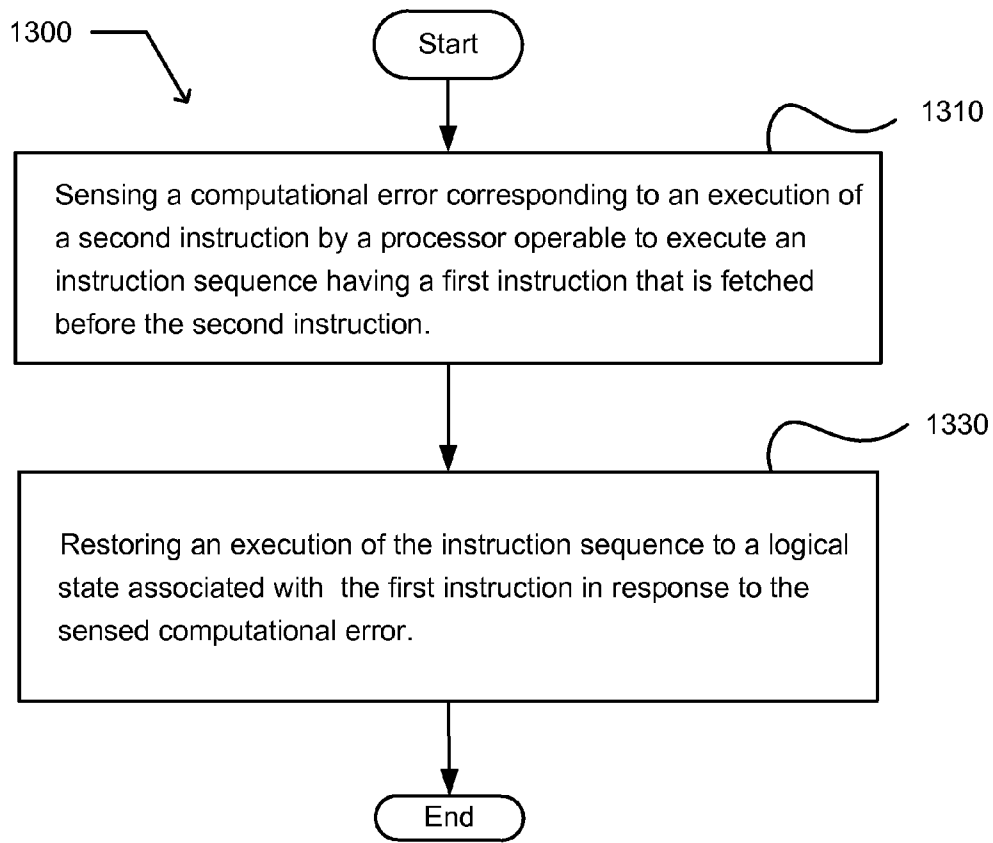 1300
Start
1310
Sensing a computational error corresponding to an execution of
a second instruction by a processor operable to execute an
instruction sequence having a first instruction that is fetched
before the second instruction.
1330
Restoring an execution of the instruction sequence to a logical
state associated with  the first instruction in response to the
sensed computational error.
End